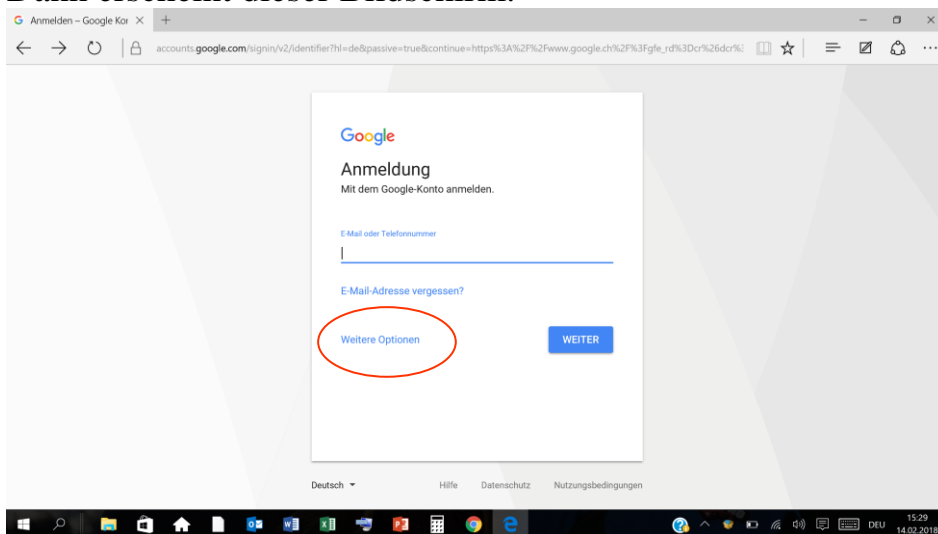 Dann erscheint dieser Bildschirm:
Anmelden – Google Kor
accounts.google.com/signin/v2/identifier?hl=de&passive=true&continue=https%3A%2F%2Fwww.google.ch%2F%3Fgfe_rd%3Dcr%26dcr%3
Google
Anmeldung
Mit dem Google-Konto anmelden.
E-Mail oder Telefonnummer
E-Mail-Adresse vergessen?
Weitere Optionen
WEITER
Deutsch
Hilfe
Datenschutz
Nutzungsbedingungen
DEU
15:29
14.02.2018